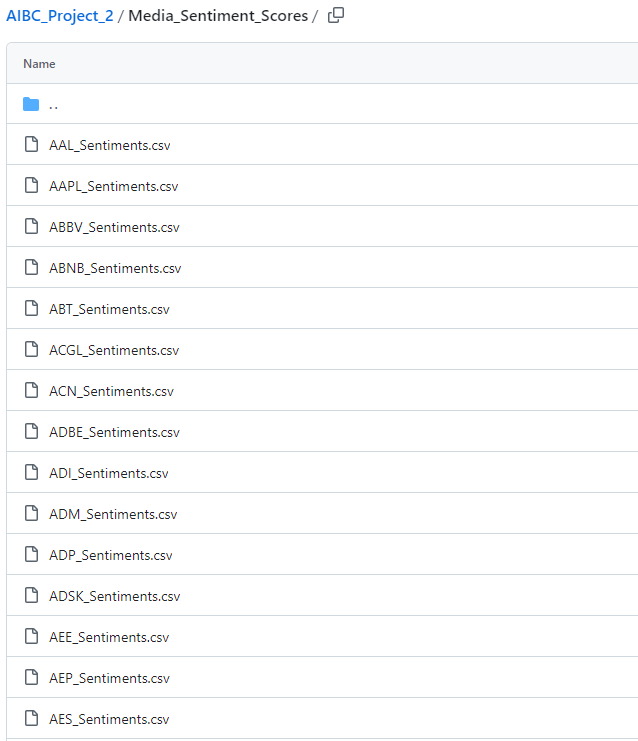 AIBC_Project_2 / Media_Sentiment_Scores /
Name
..
AAL_Sentiments.csv
AAPL_Sentiments.csv
ABBV_Sentiments.csv
ABNB_Sentiments.csv
ABT_Sentiments.csv
ACGL_Sentiments.csv
ACN_Sentiments.csv
ADBE_Sentiments.csv
ADI_Sentiments.csv
ADM_Sentiments.csv
ADP_Sentiments.csv
ADSK_Sentiments.csv
AEE_Sentiments.csv
AEP_Sentiments.csv
AES_Sentiments.csv